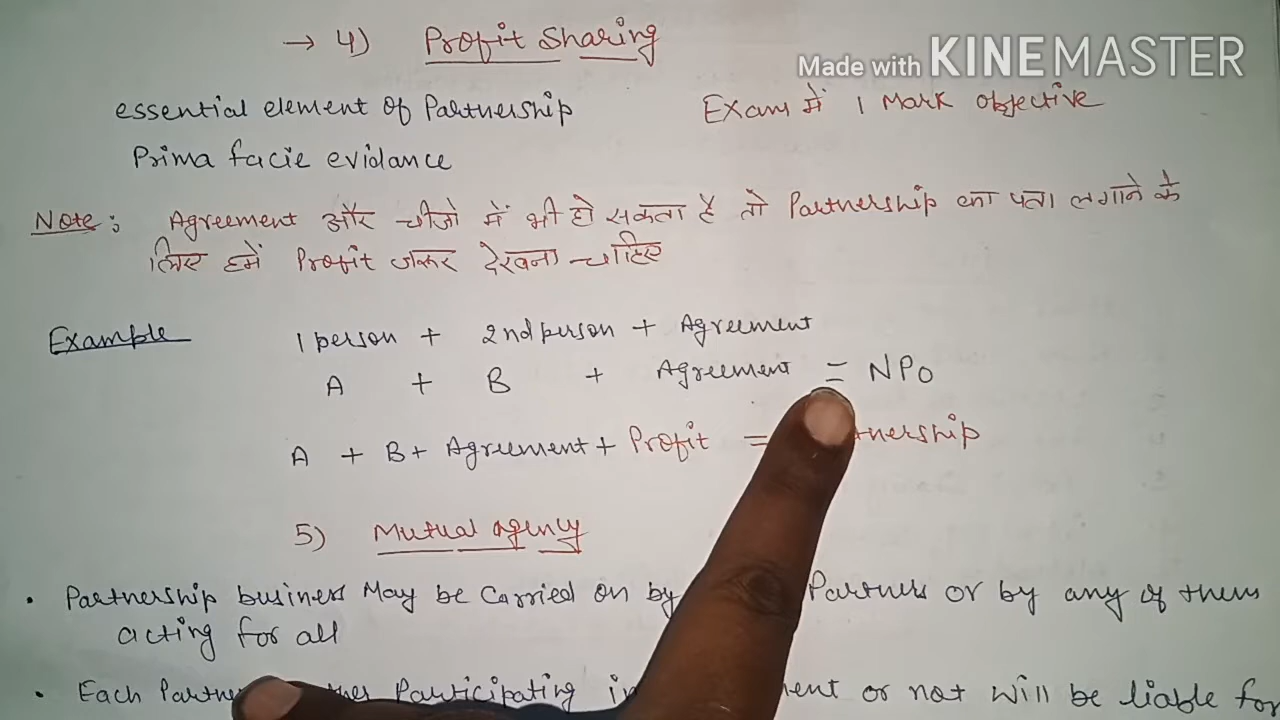 → 4) Profit Sharing
Made with KINEMASTER
essential element of Partnership
Exam में 1 Mark objective
Prima facie evidance
Note: Agreement और चीजो में भी हो सकता है तो Partnership का पता लगाने के
लिए हमें Profit जरूर देखना चाहिए
Example
1 person + 2nd person + Agreement
A + B + Agreement = NPO
A + B + Agreement + Profit =
5) Mutual agency
• Partnership business May be Carried on by Partners or by any of them
acting for all
• Each Participating or not will be liable for